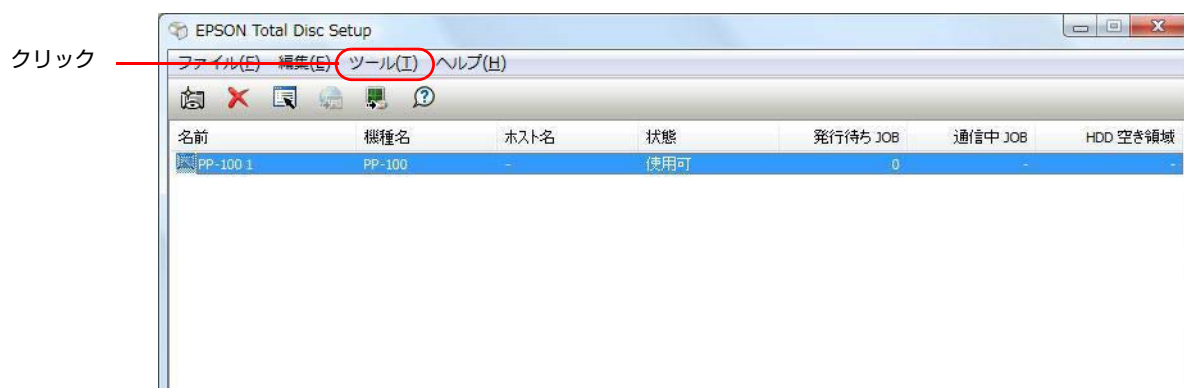 EPSON Total Disc Setup
クリック
ファイル(F) 編集(E) ツール(T) ヘルプ(H)
名前 機種名 ホスト名 状態 発行待ち JOB 通信中 JOB HDD 空き領域
PP-100 1 PP-100 - 使用可 0 - -